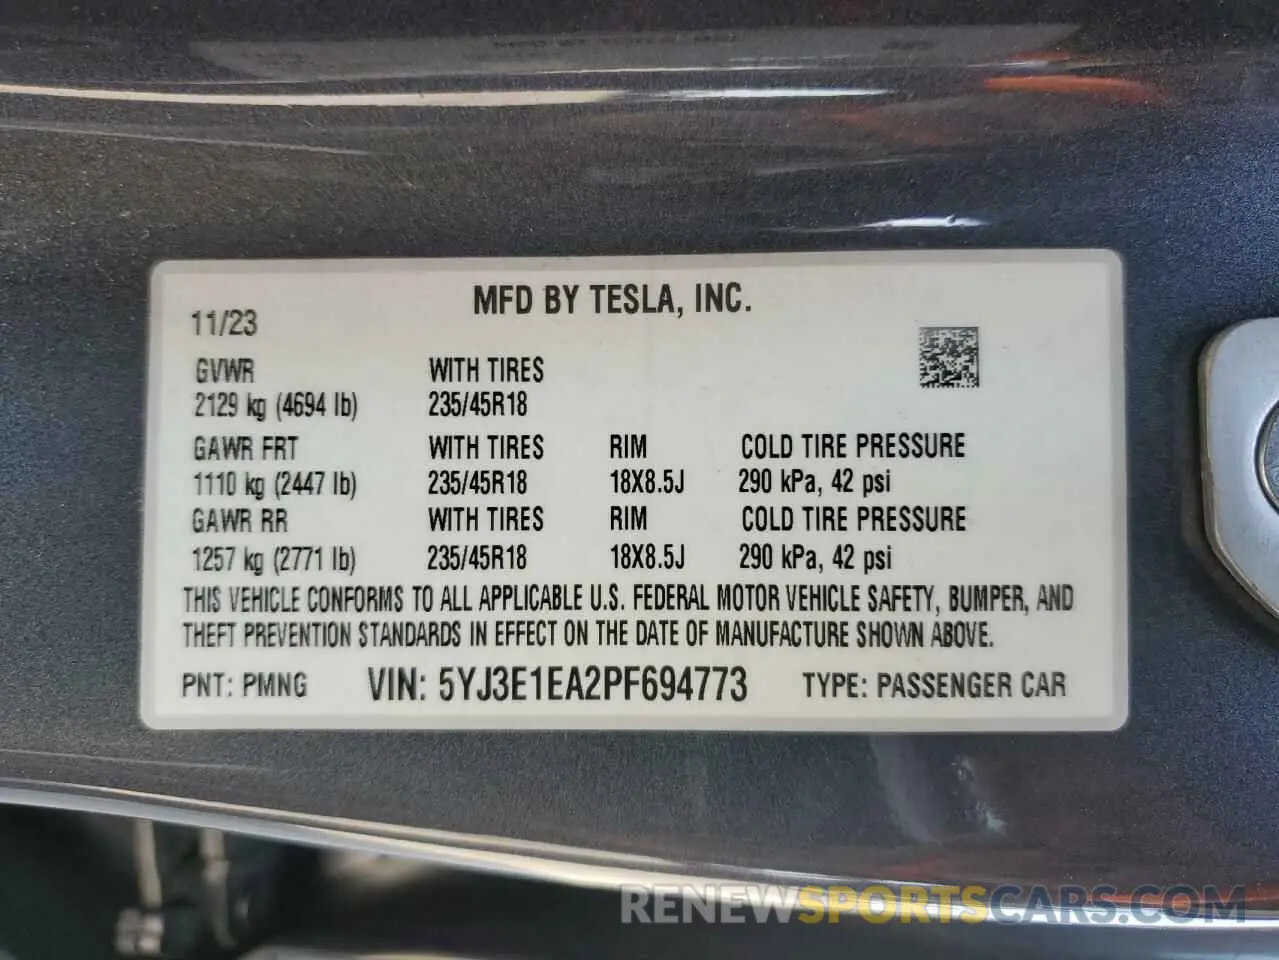 MFD BY TESLA, INC.
11/23
GVWR WITH TIRES
2129 kg (4694 lb) 235/45R18
GAWR FRT WITH TIRES RIM COLD TIRE PRESSURE
1110 kg (2447 lb) 235/45R18 18X8.5J 290 kPa, 42 psi
GAWR RR WITH TIRES RIM COLD TIRE PRESSURE
1257 kg (2771 lb) 235/45R18 18X8.5J 290 kPa, 42 psi
THIS VEHICLE CONFORMS TO ALL APPLICABLE U.S. FEDERAL MOTOR VEHICLE SAFETY, BUMPER, AND
THEFT PREVENTION STANDARDS IN EFFECT ON THE DATE OF MANUFACTURE SHOWN ABOVE.
PNT: PMNG VIN: 5YJ3E1EA2PF694773 TYPE: PASSENGER CAR
RENEWSPORTSCARS.COM